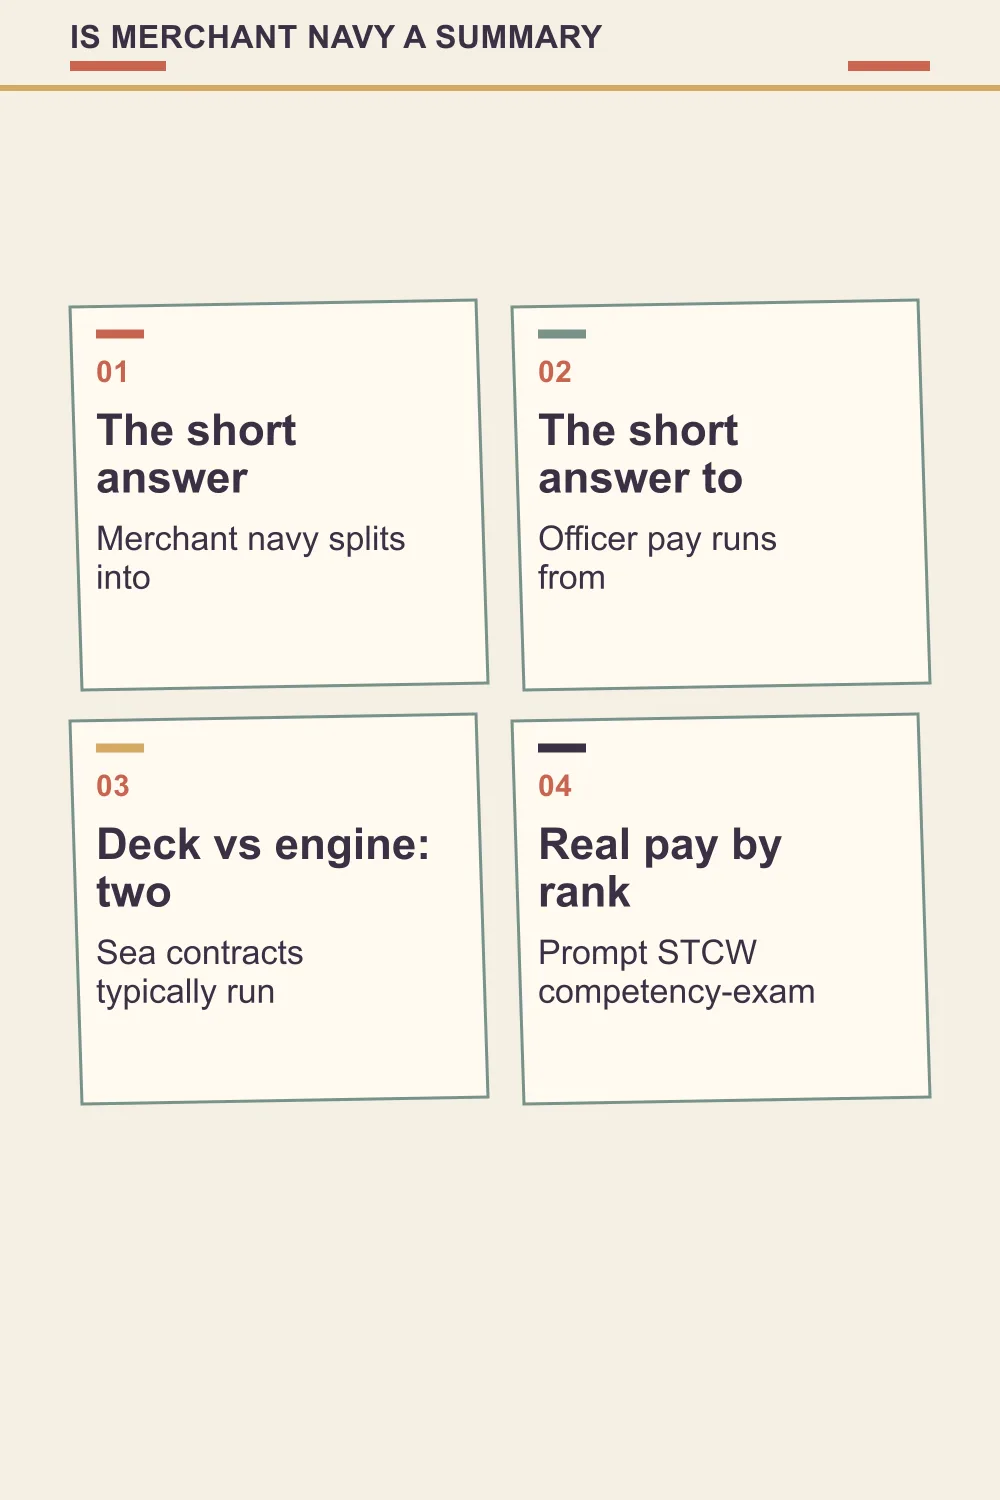 IS MERCHANT NAVY A SUMMARY
01
The short
answer
Merchant navy splits
into
02
The short
answer to
Officer pay runs
from
03
Deck vs engine:
two
Sea contracts
typically run
04
Real pay by
rank
Prompt STCW
competency-exam